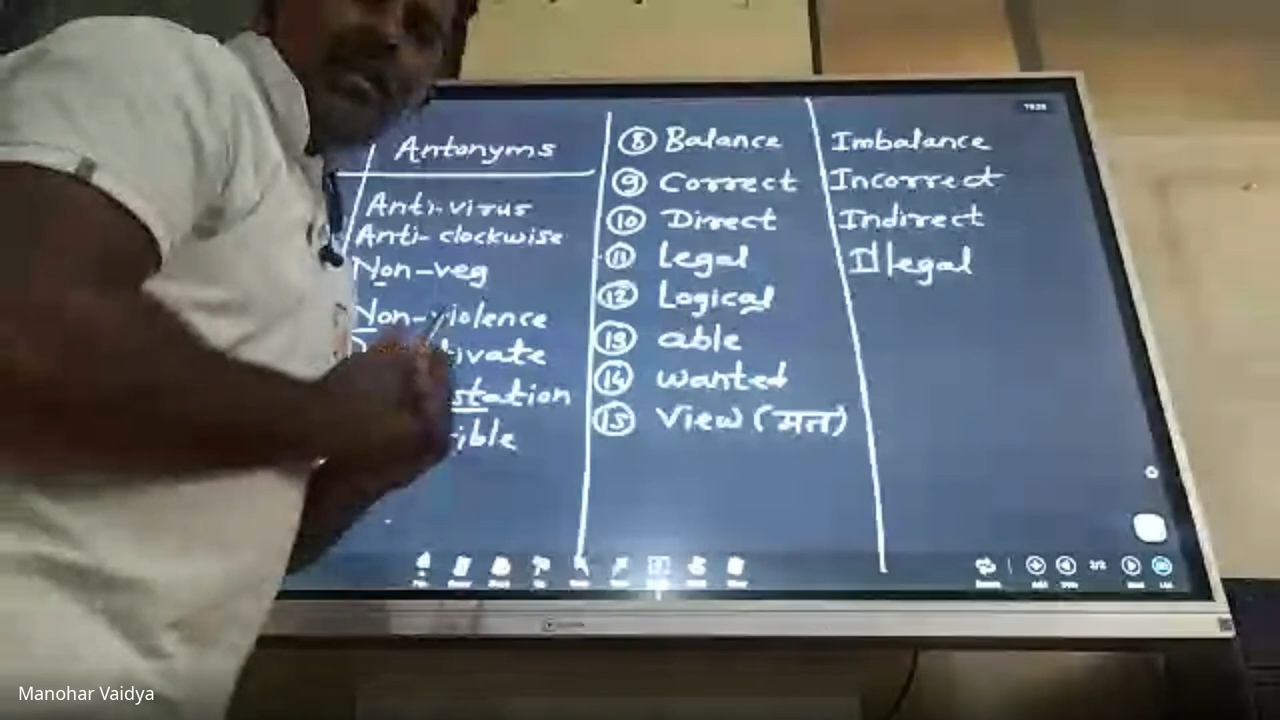 Antonyms
Anti-virus
Anti-clockwise
Non-veg
Non-violence
⑧ Balance Imbalance
⑨ Correct Incorrect
⑩ Direct Indirect
⑪ legal Illegal
⑫ Logical
⑬ able
⑭ wanted
⑮ View (मत)
Manohar Vaidya